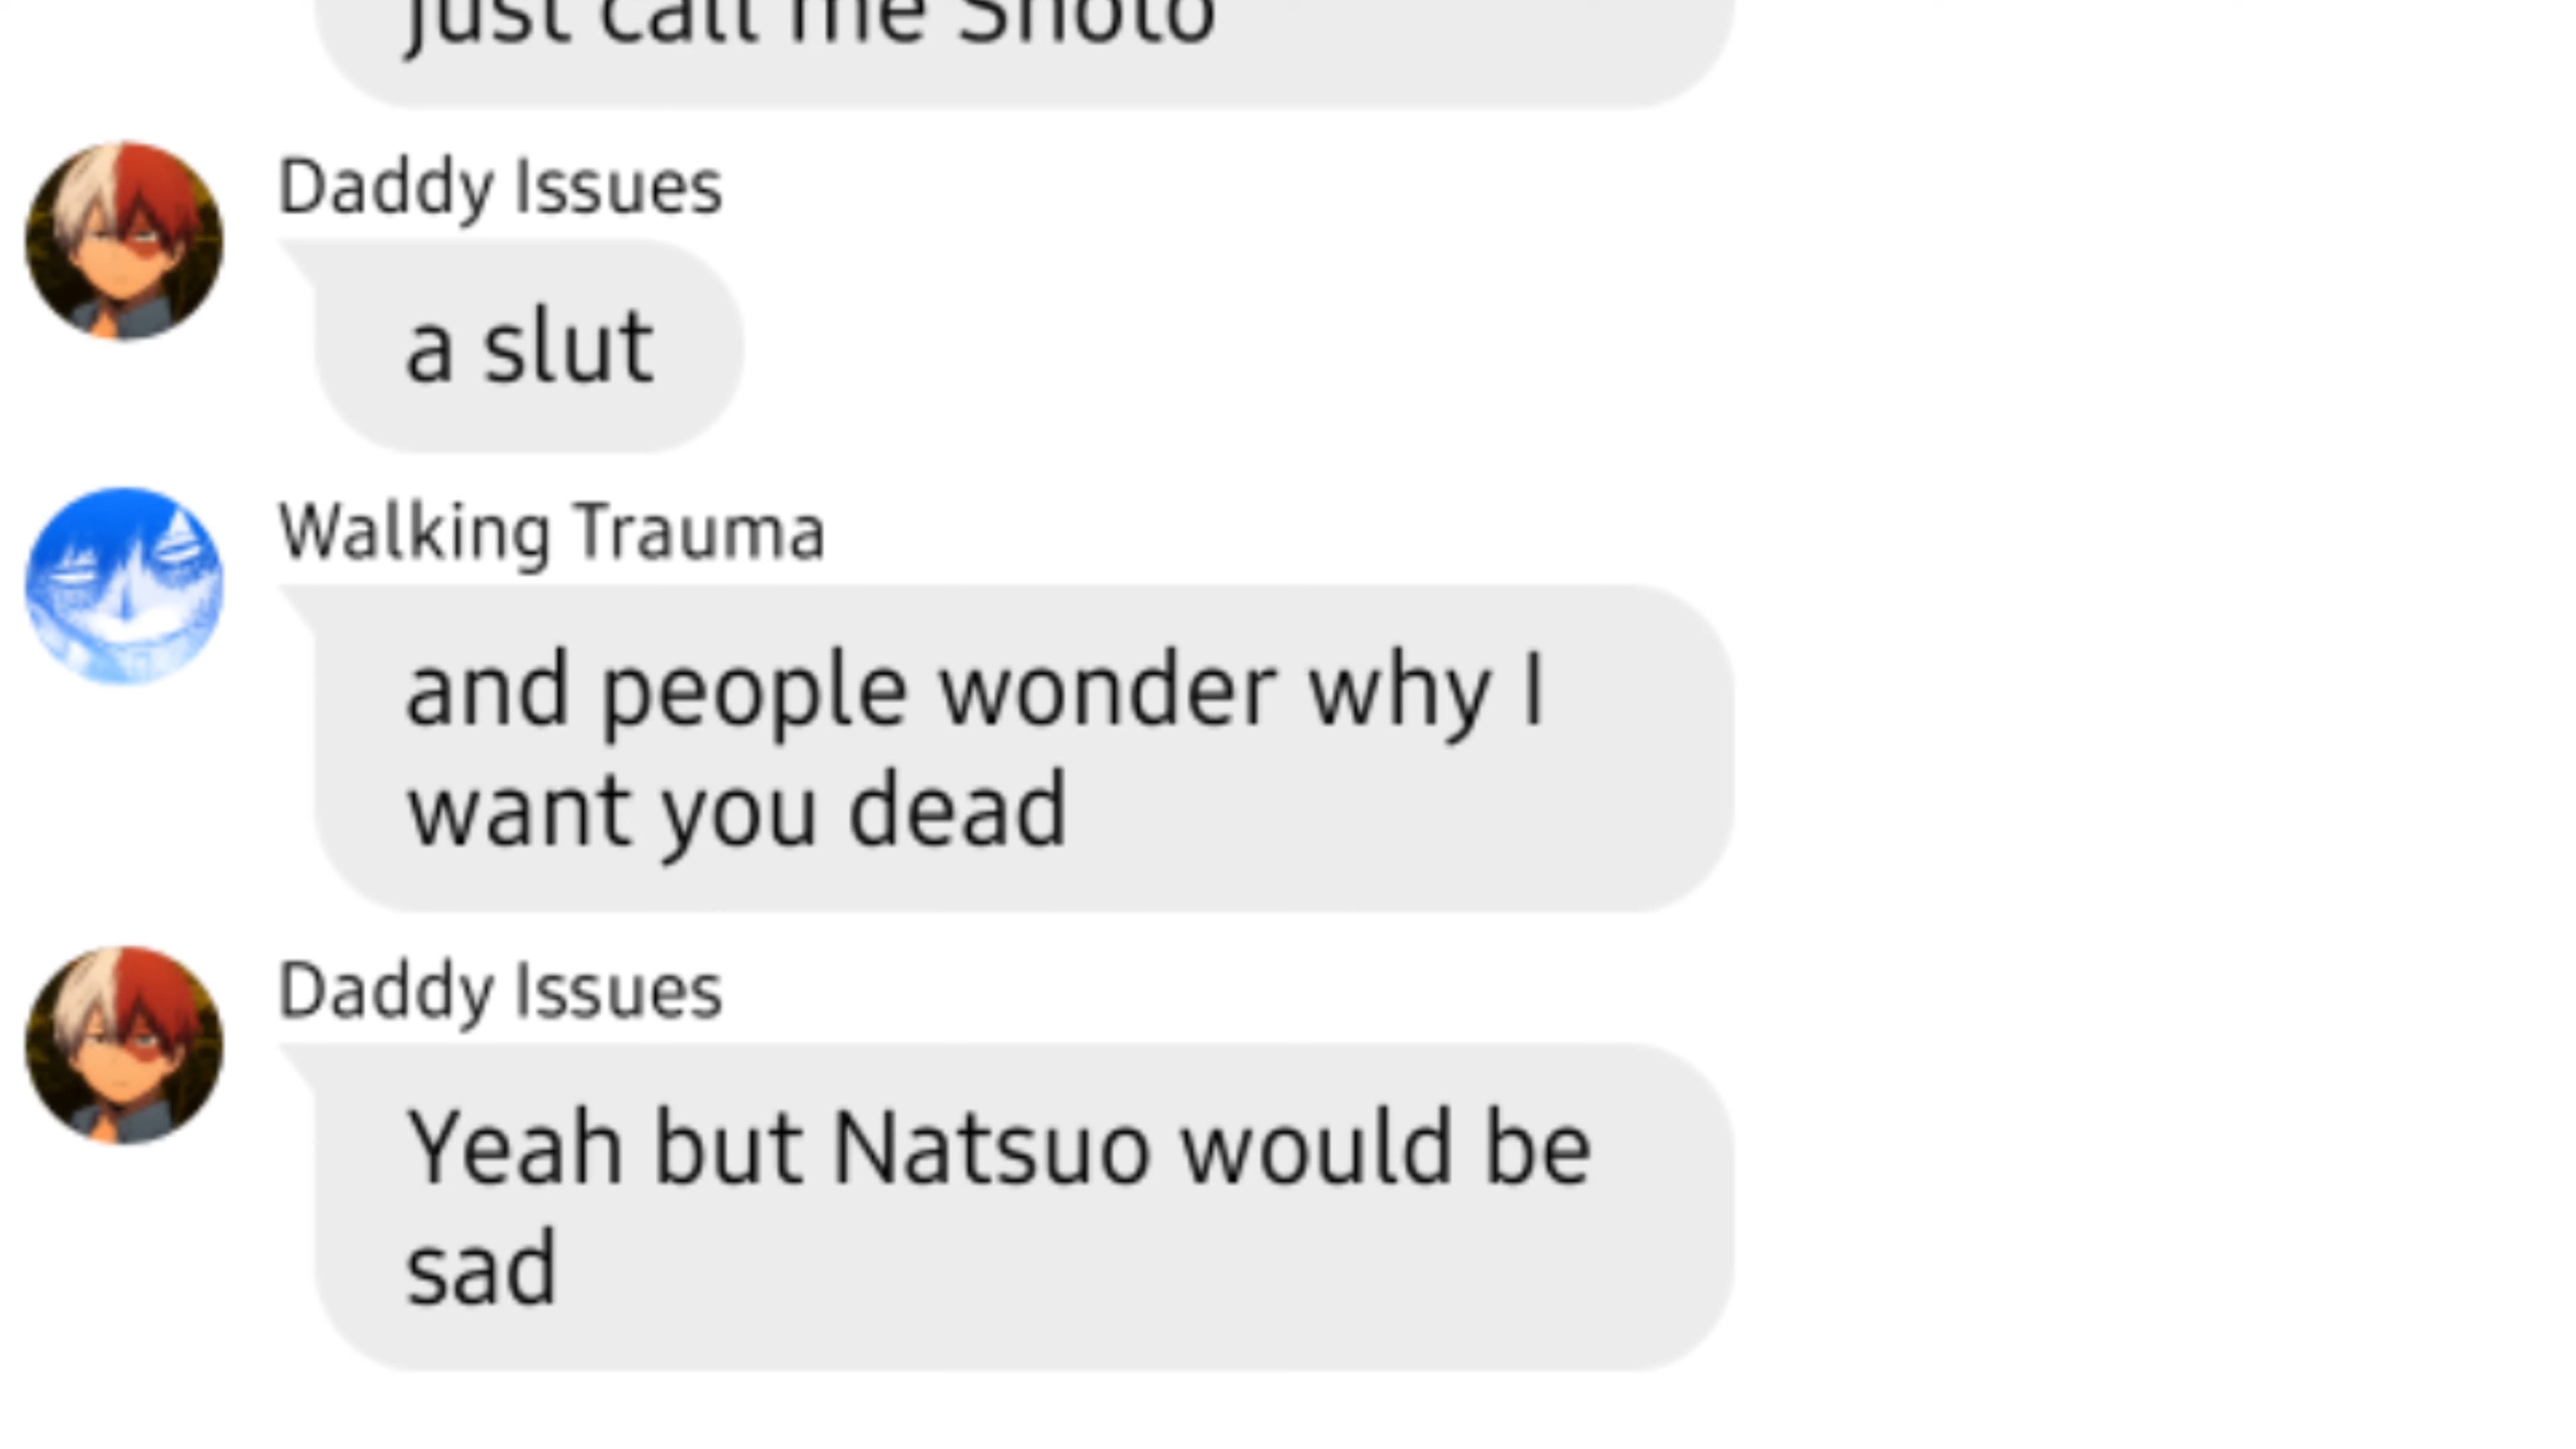 just call me Shoto
Daddy Issues
a slut
Walking Trauma
and people wonder why I
want you dead
Daddy Issues
Yeah but Natsuo would be
sad